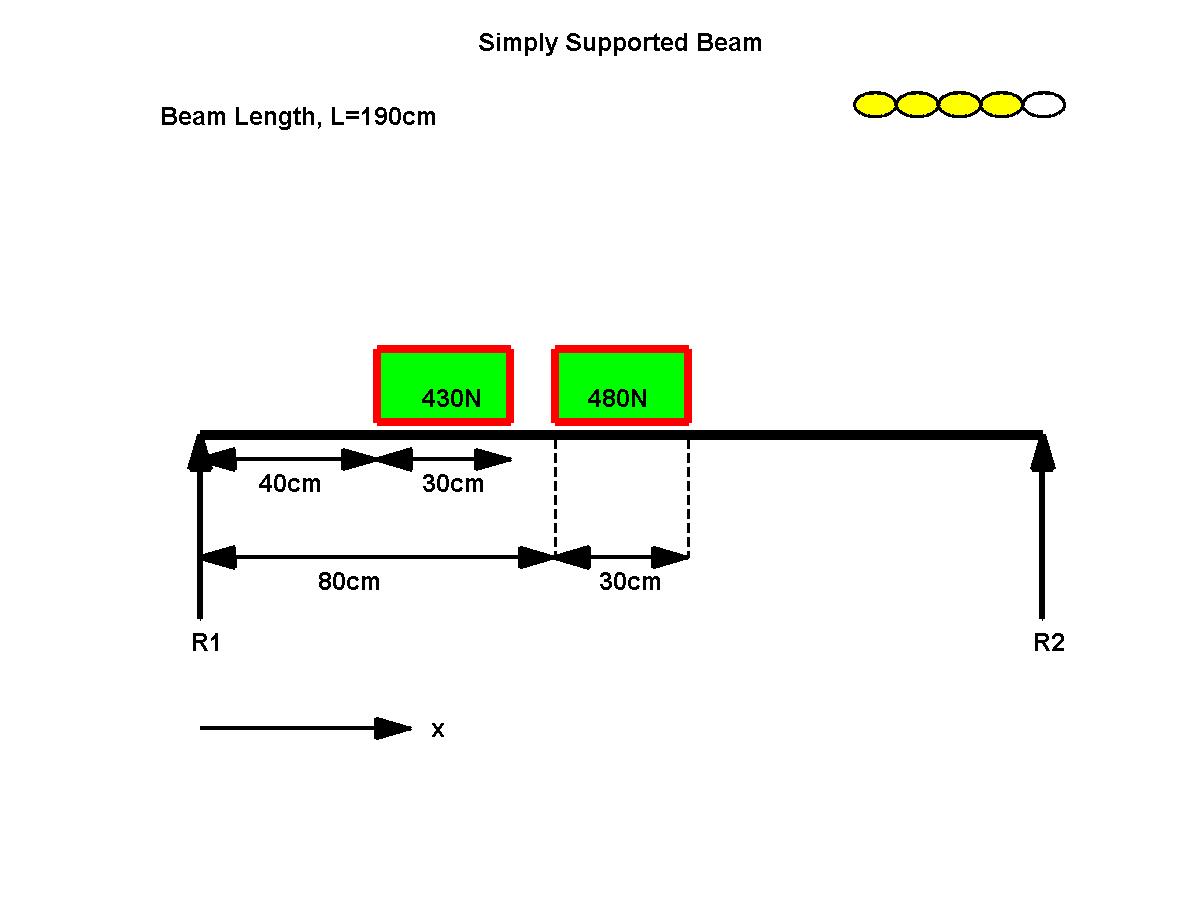 Simply Supported Beam
Beam Length, L=190cm
430N
480N
40cm
30cm
80cm
30cm
R1
R2
x